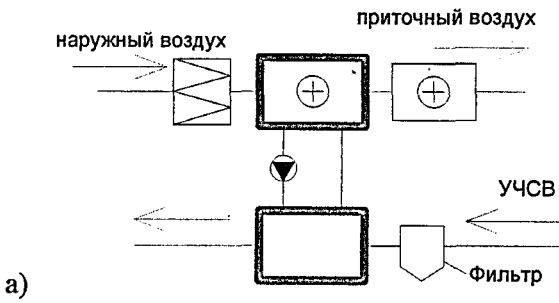 приточный воздух
наружный воздух
УЧСВ
Фильтр
а)